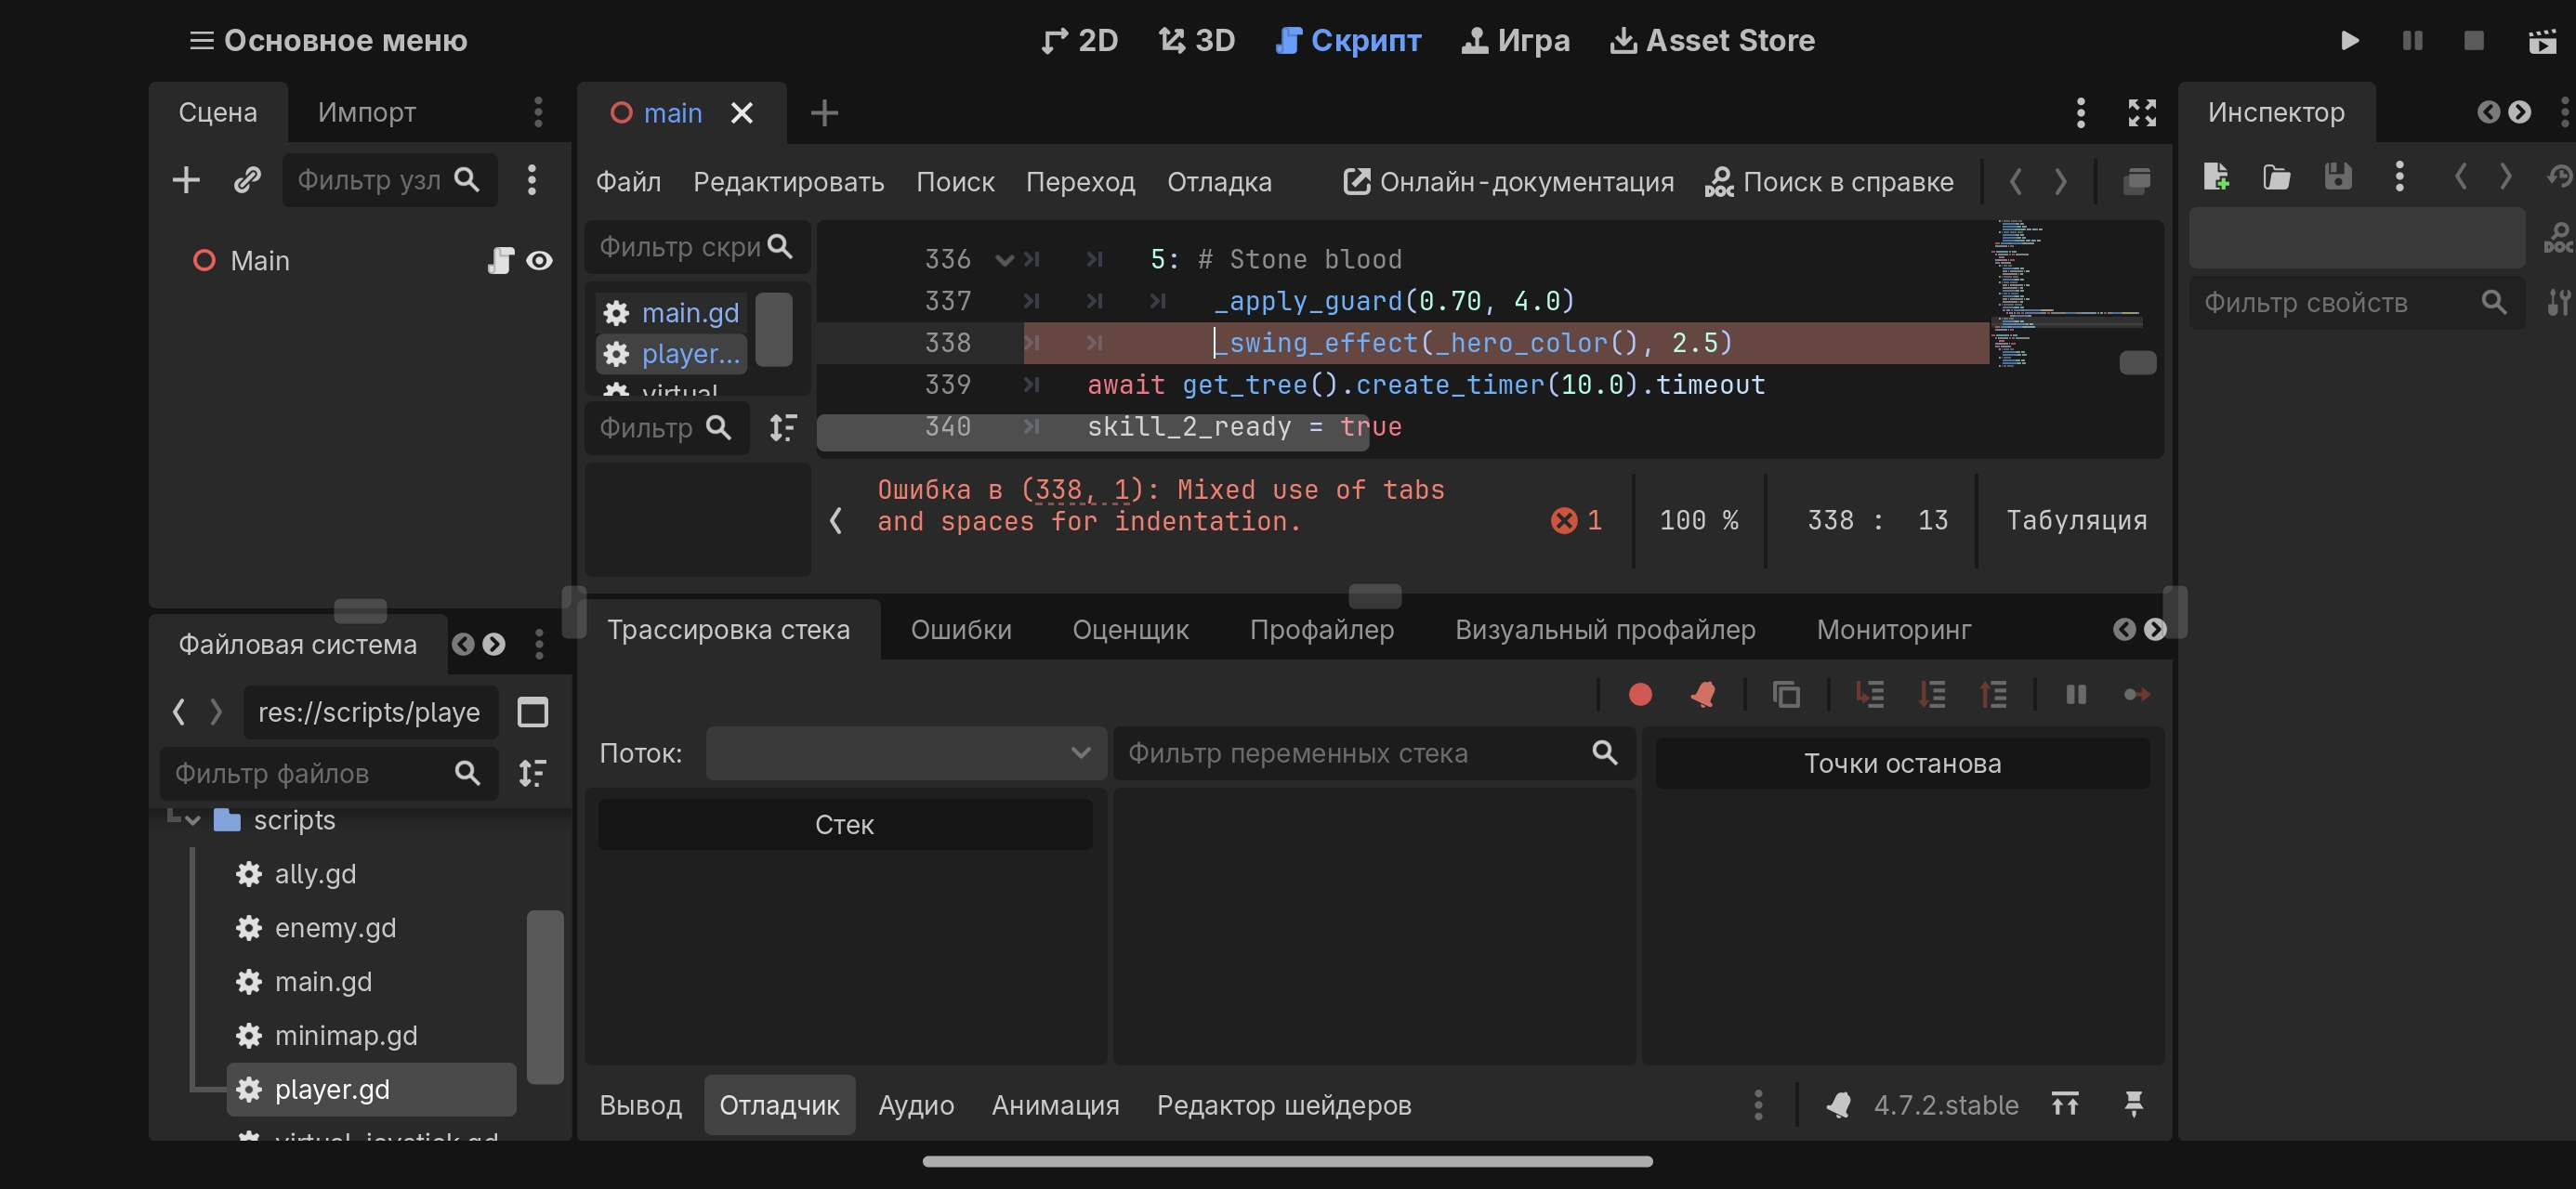 Основное меню
2D
3D
Скрипт
Игра
Asset Store
Сцена
Импорт
Фильтр узл
Main
main
Файл
Редактировать
Поиск
Переход
Отладка
Онлайн-документация
Поиск в справке
Фильтр скри
main.gd
player...
virtual
Фильтр
336 5: # Stone blood
337 _apply_guard(0.70, 4.0)
338 _swing_effect(_hero_color(), 2.5)
339 await get_tree().create_timer(10.0).timeout
340 skill_2_ready = true
Ошибка в (338, 1): Mixed use of tabs
and spaces for indentation.
1
100 %
338 : 13
Табуляция
Инспектор
Фильтр свойств
Файловая система
res://scripts/playe
Фильтр файлов
scripts
ally.gd
enemy.gd
main.gd
minimap.gd
player.gd
virtual_joystick.gd
Трассировка стека
Ошибки
Оценщик
Профайлер
Визуальный профайлер
Мониторинг
Поток:
Фильтр переменных стека
Точки останова
Стек
Вывод
Отладчик
Аудио
Анимация
Редактор шейдеров
4.7.2.stable